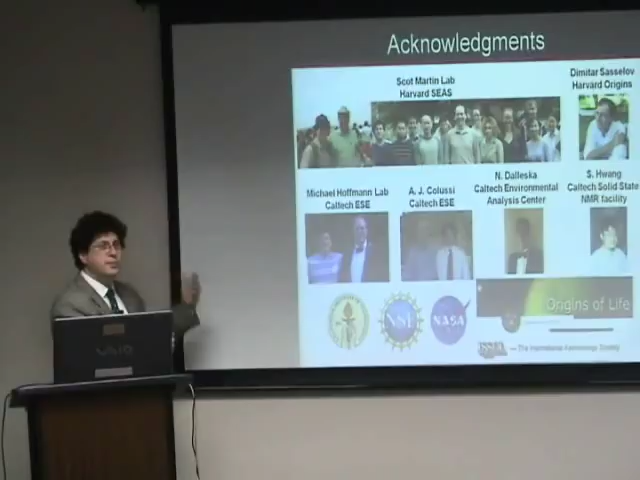 Acknowledgments
Scot Martin Lab
Harvard SEAS
Dimitar Sasselov
Harvard Origins
Michael Hoffmann Lab
Caltech ESE
A. J. Colussi
Caltech ESE
N. Dalleska
Caltech Environmental
Analysis Center
S. Hwang
Caltech Solid State
NMR facility
NSF
NASA
Origins of Life
The International Astrobiology Society
VAIO